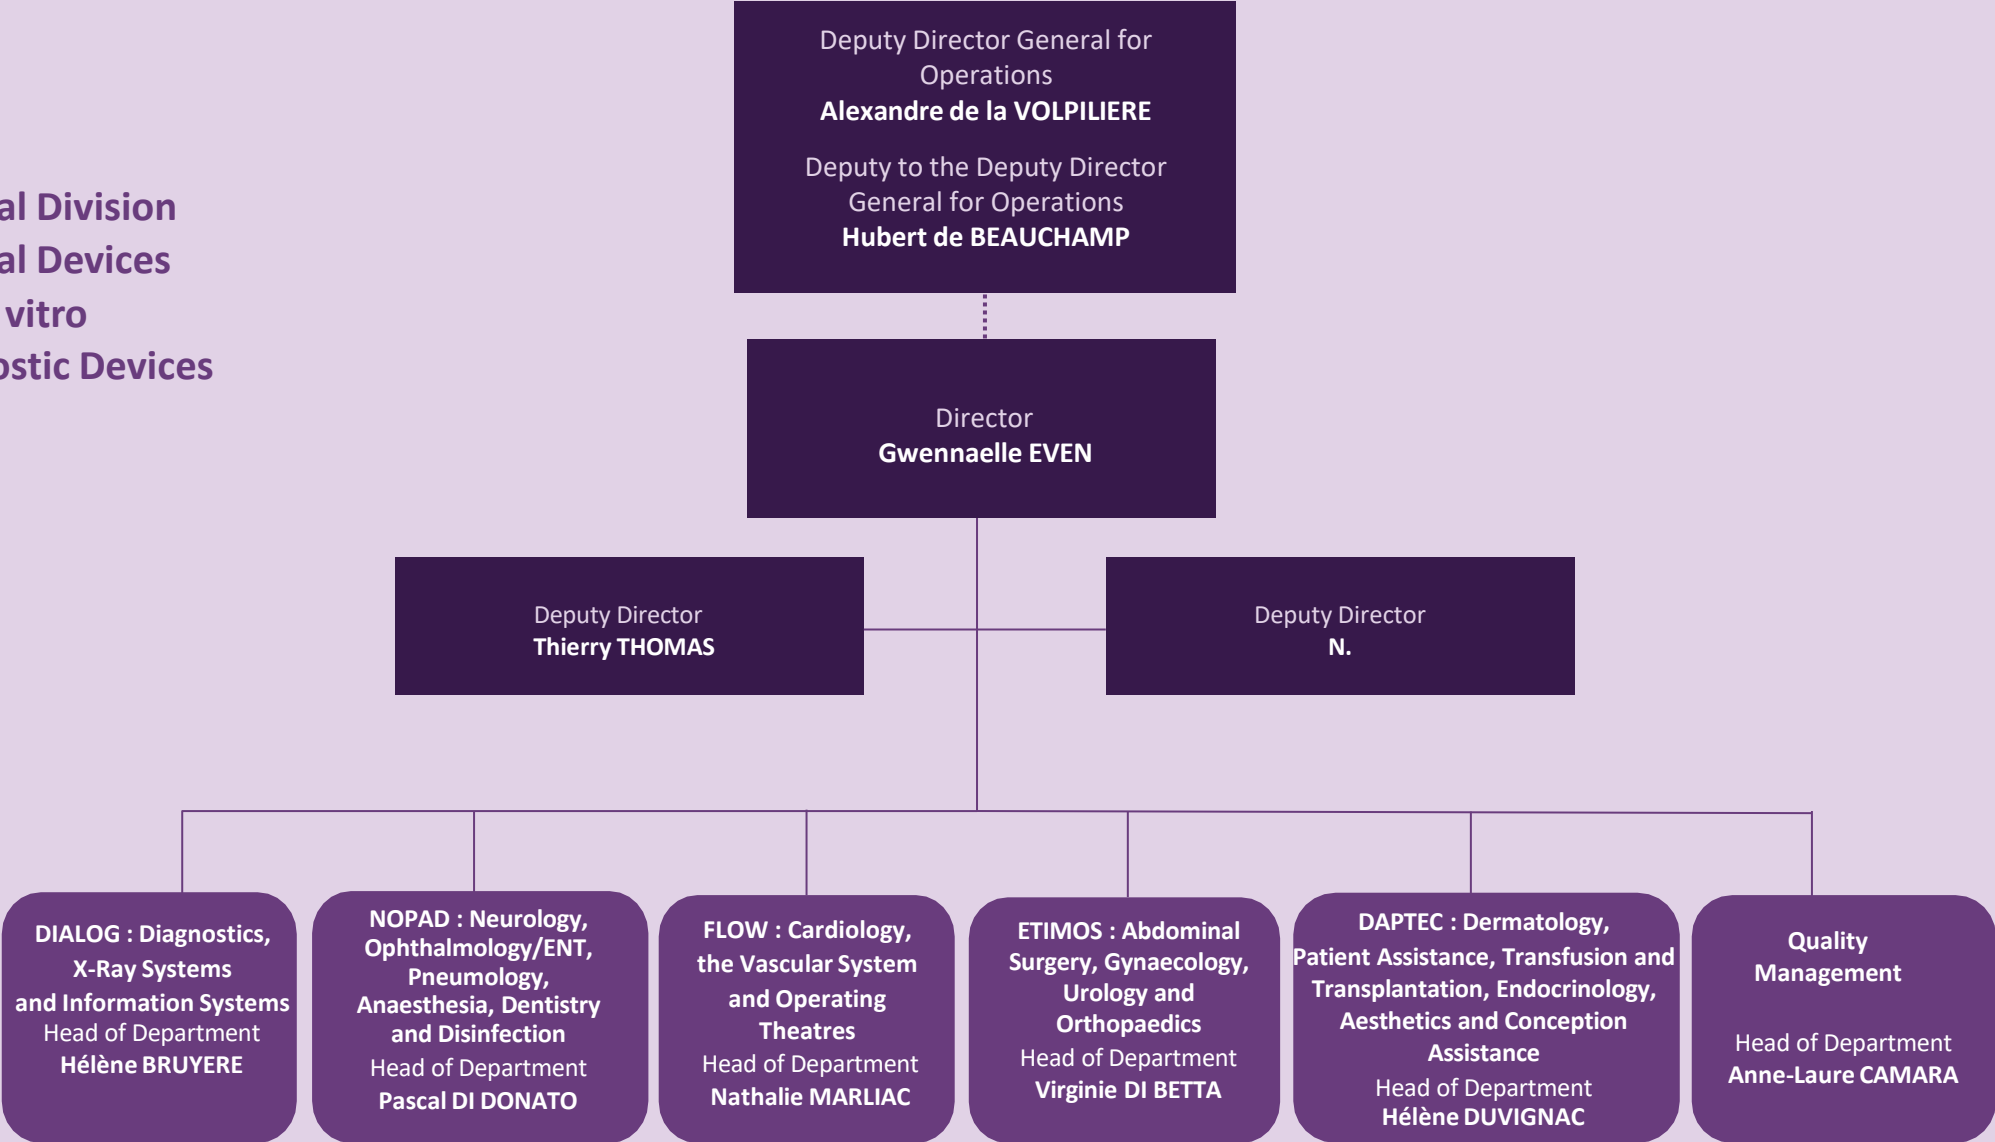 Deputy Director General for
Operations
Alexandre de la VOLPILIERE
Deputy to the Deputy Director
General for Operations
Hubert de BEAUCHAMP
al Division
al Devices
vitro
ostic Devices
Director
Gwennaelle EVEN
Deputy Director
Thierry THOMAS
Deputy Director
N.
DIALOG : Diagnostics,
X-Ray Systems
and Information Systems
Head of Department
Hélène BRUYERE
NOPAD : Neurology,
Ophthalmology/ENT,
Pneumology,
Anaesthesia, Dentistry
and Disinfection
Head of Department
Pascal DI DONATO
FLOW : Cardiology,
the Vascular System
and Operating
Theatres
Head of Department
Nathalie MARLIAC
ETIMOS : Abdominal
Surgery, Gynaecology,
Urology and
Orthopaedics
Head of Department
Virginie DI BETTA
DAPTEC : Dermatology,
Patient Assistance, Transfusion and
Transplantation, Endocrinology,
Aesthetics and Conception
Assistance
Head of Department
Hélène DUVIGNAC
Quality
Management
Head of Department
Anne-Laure CAMARA